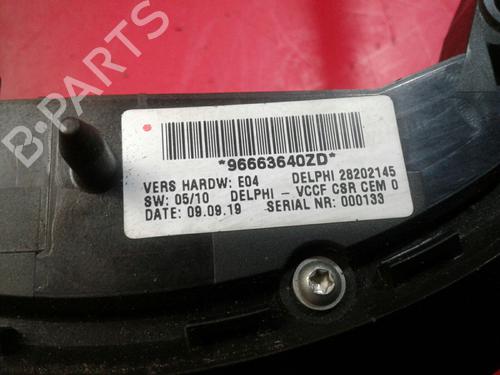 B-PARTS
*96663640ZD*
VERS HARDW: E04 DELPHI 28202145
SW: 05/10 DELPHI - VCCF CSR CEM 0
DATE: 09.09.19 SERIAL NR: 000133